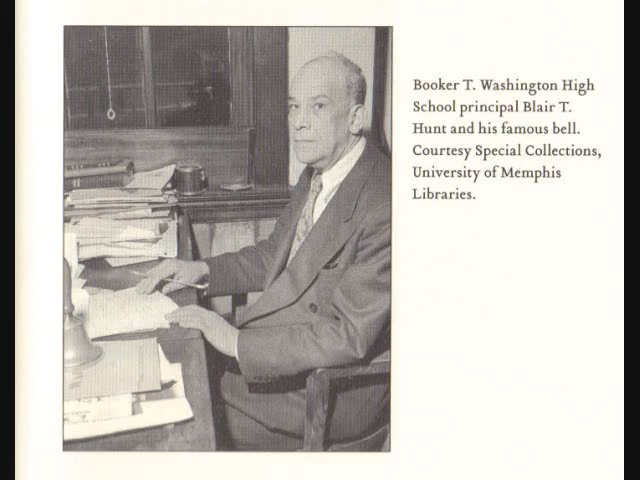 Booker T. Washington High
School principal Blair T.
Hunt and his famous bell.
Courtesy Special Collections,
University of Memphis
Libraries.